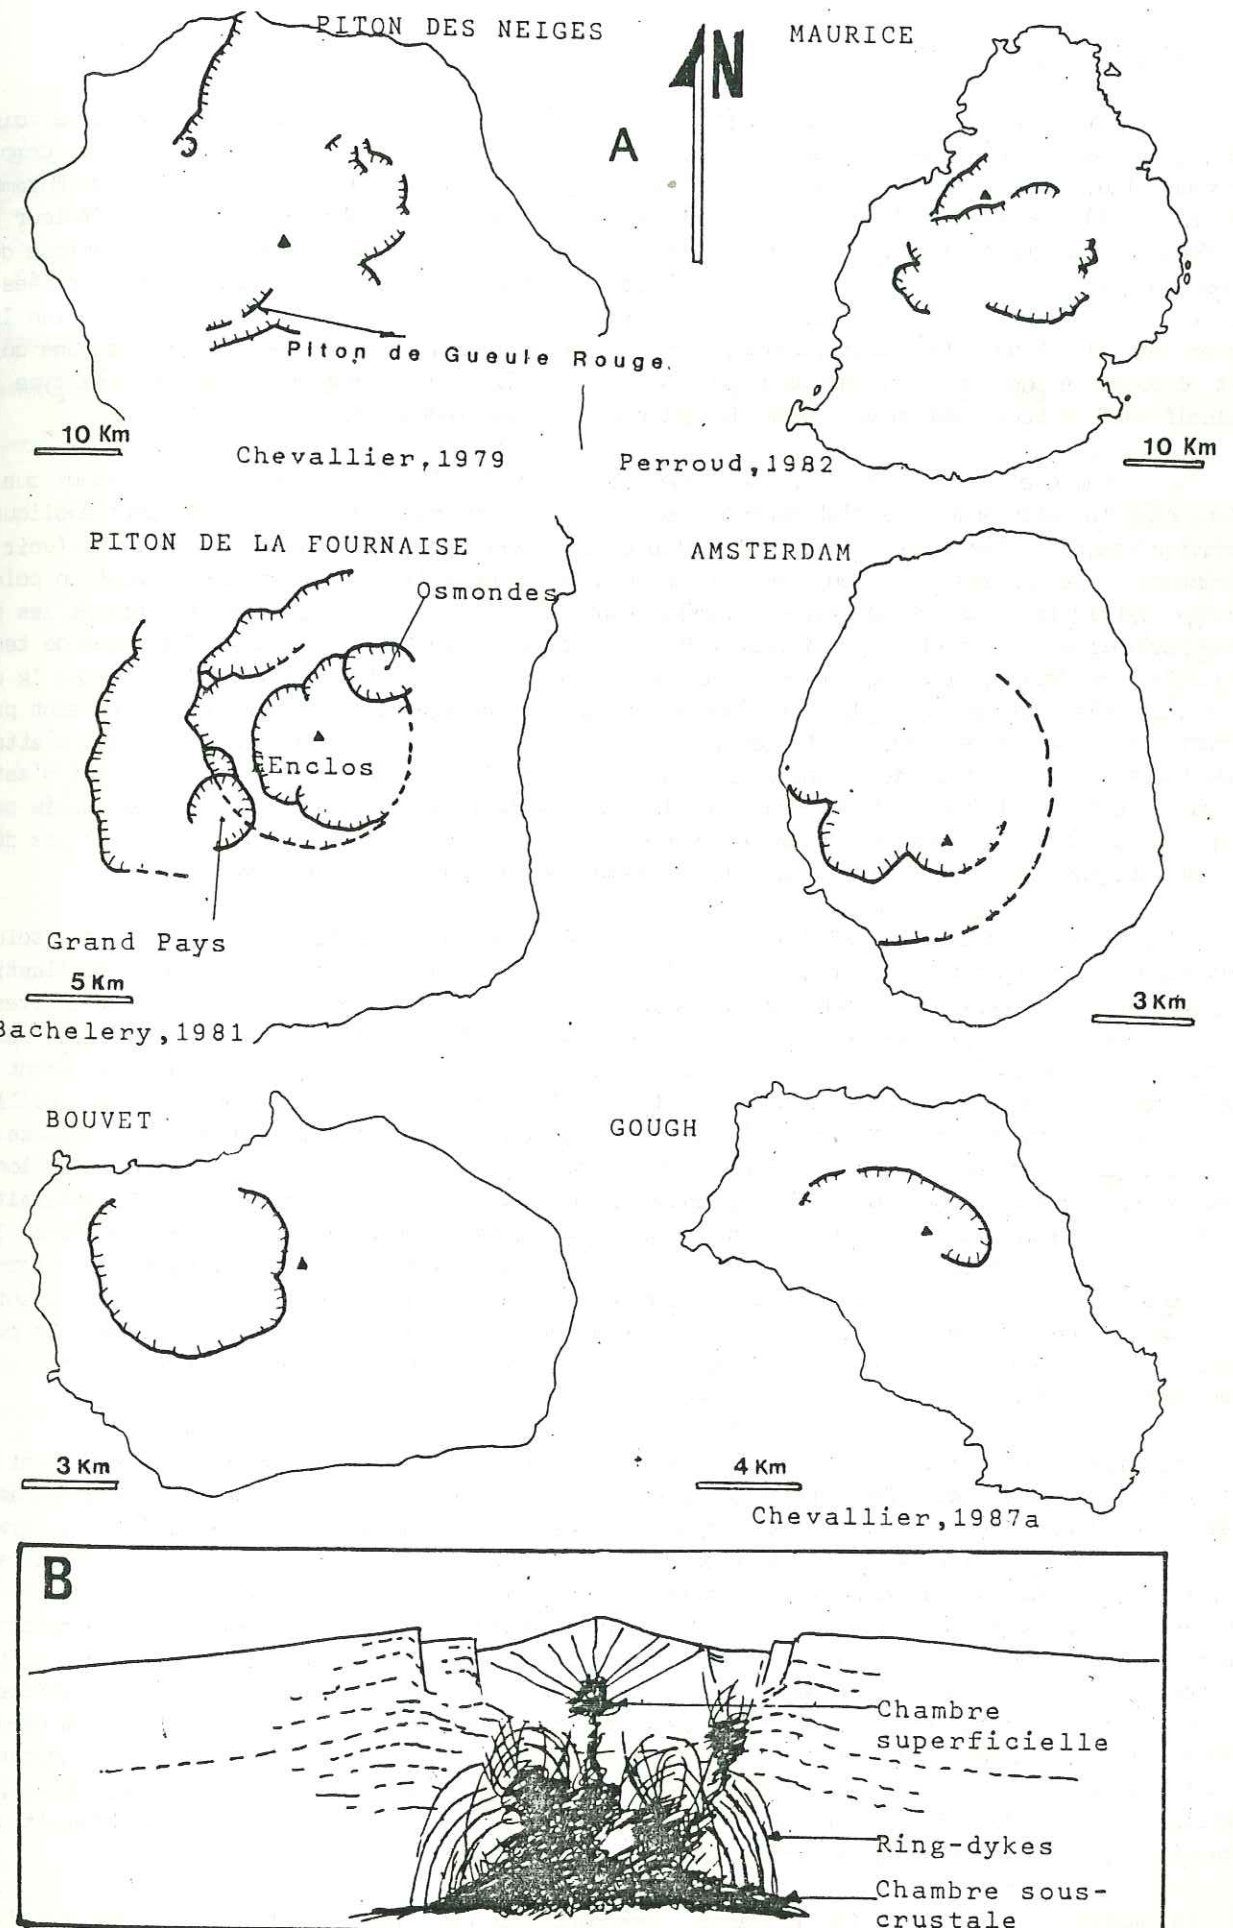 PITON DES NEIGES
N
MAURICE
A
Piton de Gueule Rouge.
10 Km
Chevallier,1979
Perroud,1982
10 Km
PITON DE LA FOURNAISE
AMSTERDAM
Osmondes
Enclos
Grand Pays
5 Km
3 Km
Bachelery,1981
BOUVET
GOUGH
3 Km
4 Km
Chevallier,1987a
B
Chambre
superficielle
Ring-dykes
Chambre sous-
crustale